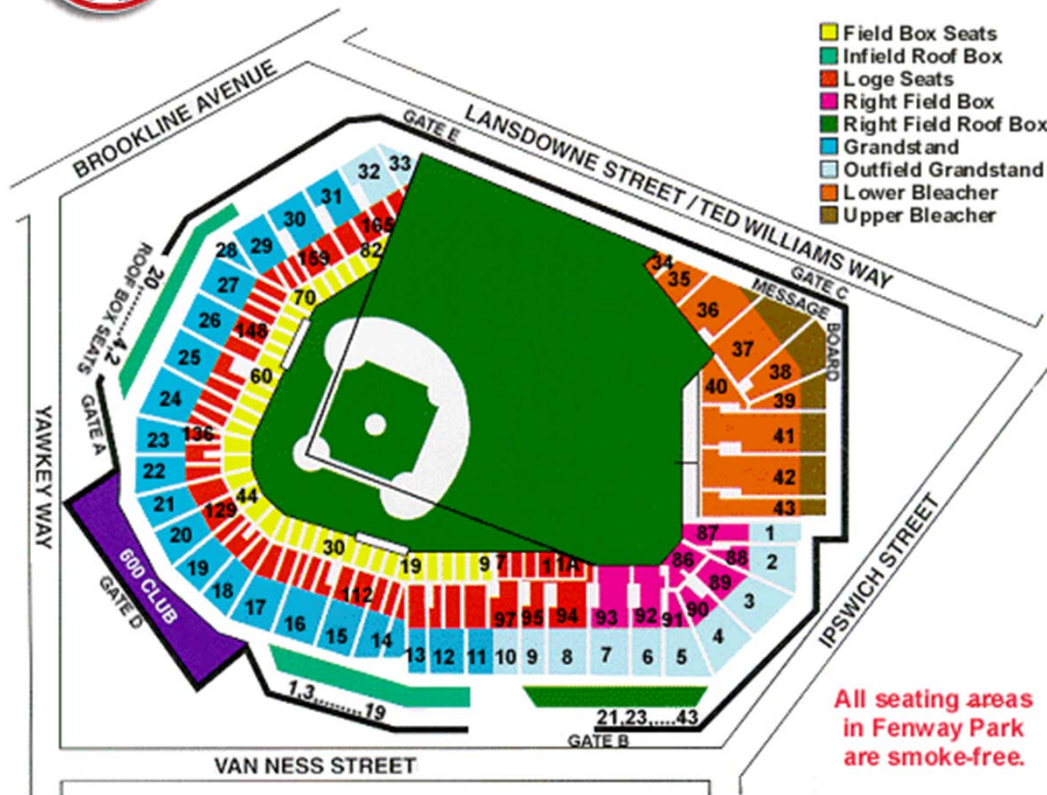 Field Box Seats
Infield Roof Box
Loge Seats
Right Field Box
Right Field Roof Box
Grandstand
Outfield Grandstand
Lower Bleacher
Upper Bleacher
BROOKLINE AVENUE
LANSDOWNE STREET / TED WILLIAMS WAY
GATE E
GATE C
MESSAGE BOARD
33
32
31
30
29
28
27
26
25
24
23
22
21
20
19
18
17
16
15
14
13
12
11
10
9
8
7
6
5
4
3
2
1
165
159
148
136
129
112
97
95
94
93
92
91
90
89
88
87
86
82
70
60
44
30
19
9
7
1
1A
34
35
36
37
38
39
40
41
42
43
20..........4,2
ROOF BOX SEATS
GATE A
YAWKEY WAY
600 CLUB
GATE D
1,3.........19
21,23,....43
GATE B
VAN NESS STREET
IPSWICH STREET
All seating areas
in Fenway Park
are smoke-free.